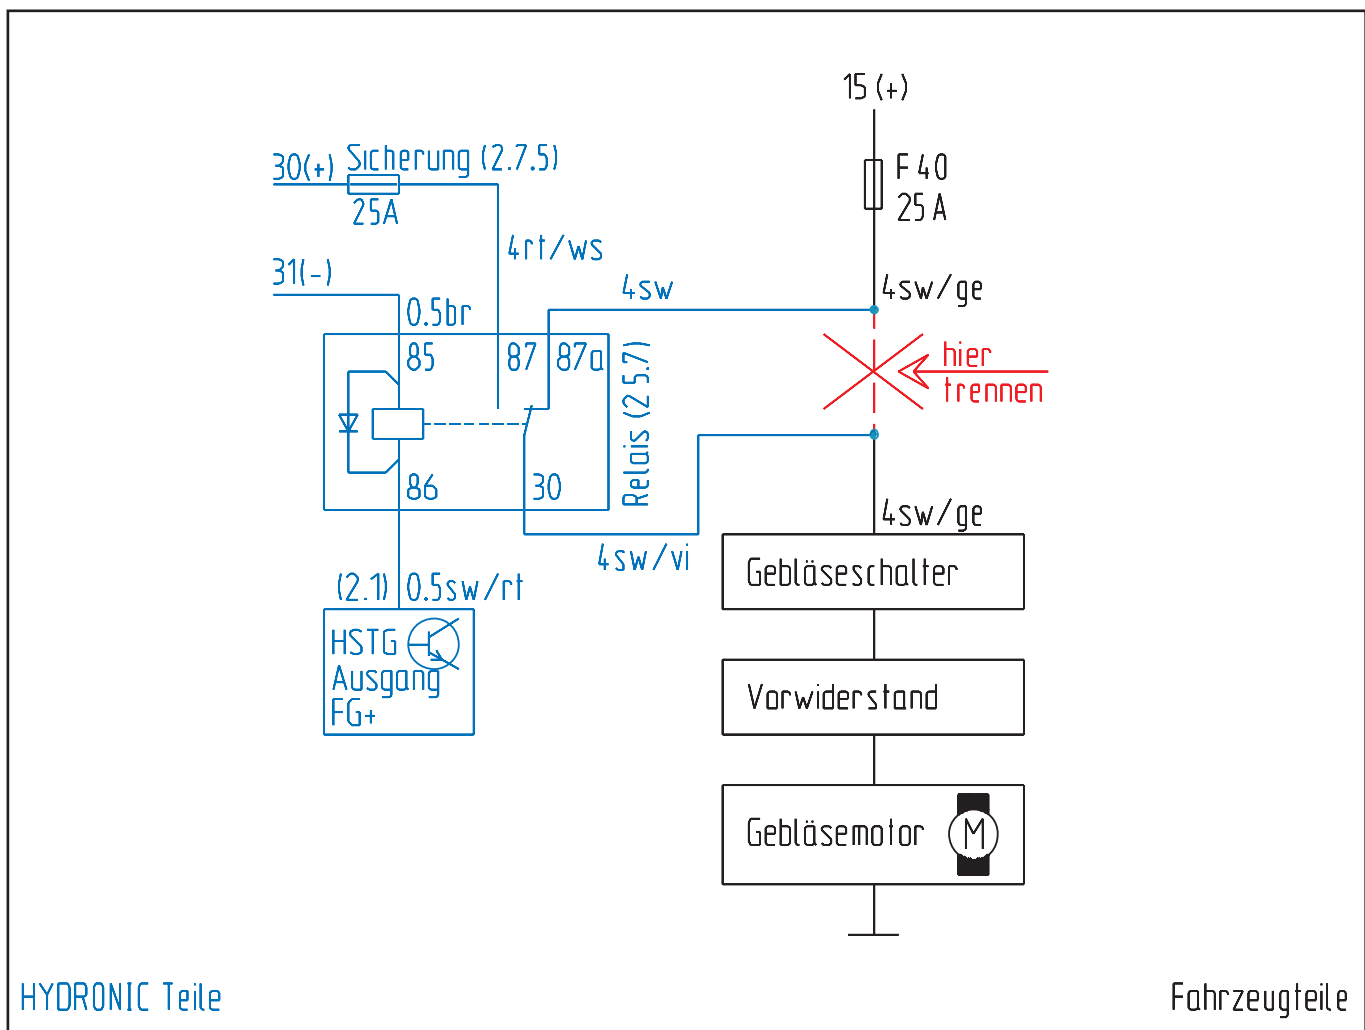 15 (+)
F 40
25 A
30(+) Sicherung (2.7.5)
25A
4rt/ws
31(-)
0.5br
4sw
4sw/ge
85
87
87a
hier
trennen
Relais (2 5.7)
86
30
4sw/vi
4sw/ge
(2.1) 0.5sw/rt
HSTG
Ausgang
FG+
Gebläseschalter
Vorwiderstand
Gebläsemotor
M
HYDRONIC Teile
Fahrzeugteile